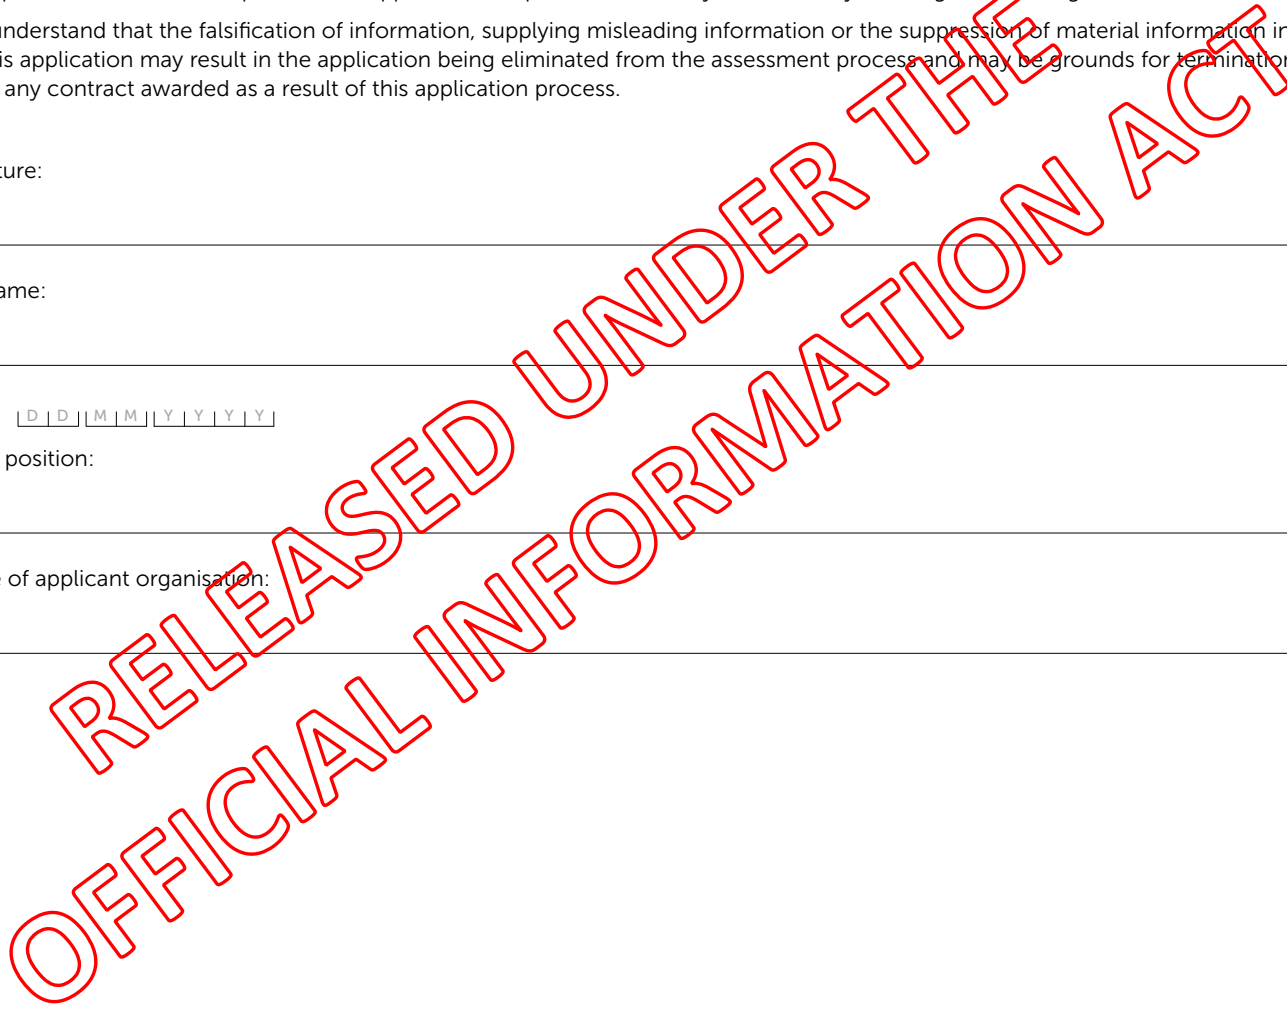 nderstand that the falsification of information, supplying misleading information or the suppression of material information in
is application may result in the application being eliminated from the assessment process and may be grounds for termination
any contract awarded as a result of this application process.
ture:
ame:
D D M M Y Y Y Y
position:
e of applicant organisation:
RELEASED UNDER THE
OFFICIAL INFORMATION ACT